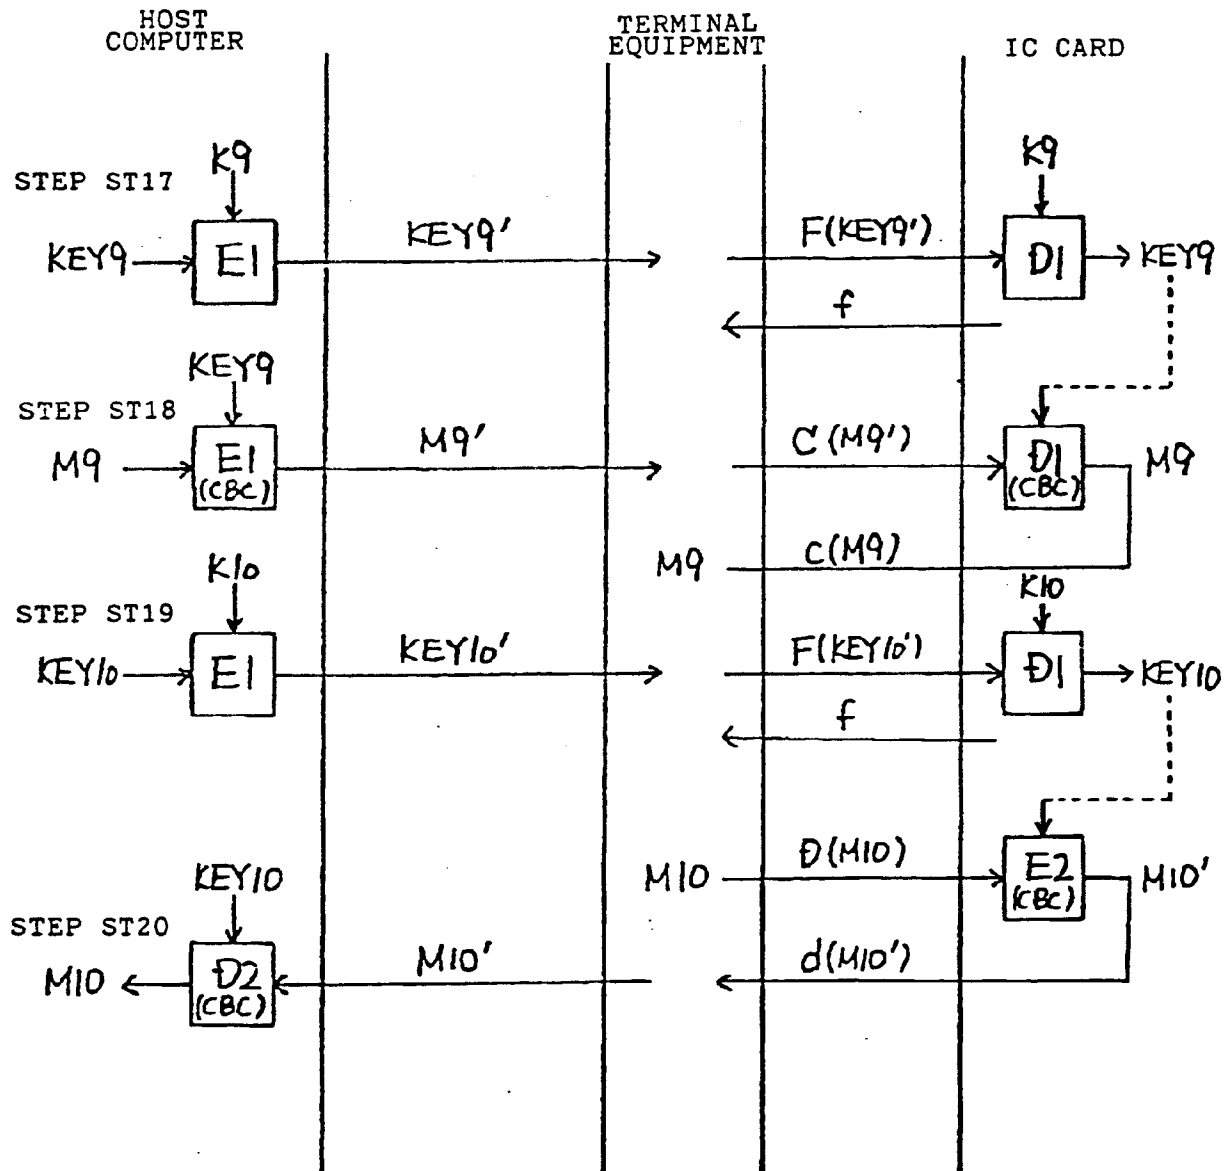 HOST
COMPUTER
TERMINAL
EQUIPMENT
IC CARD
K9
K9
STEP ST17
KEY9
E1
KEY9'
F(KEY9')
D1
KEY9
f
KEY9
STEP ST18
M9
E1
(CBC)
M9'
C(M9')
D1
(CBC)
M9
M9
C(M9)
K10
K10
STEP ST19
KEY10
E1
KEY10'
F(KEY10')
D1
KEY10
f
M10
D(M10)
E2
(CBC)
M10'
KEY10
STEP ST20
M10
D2
(CBC)
M10'
d(M10')